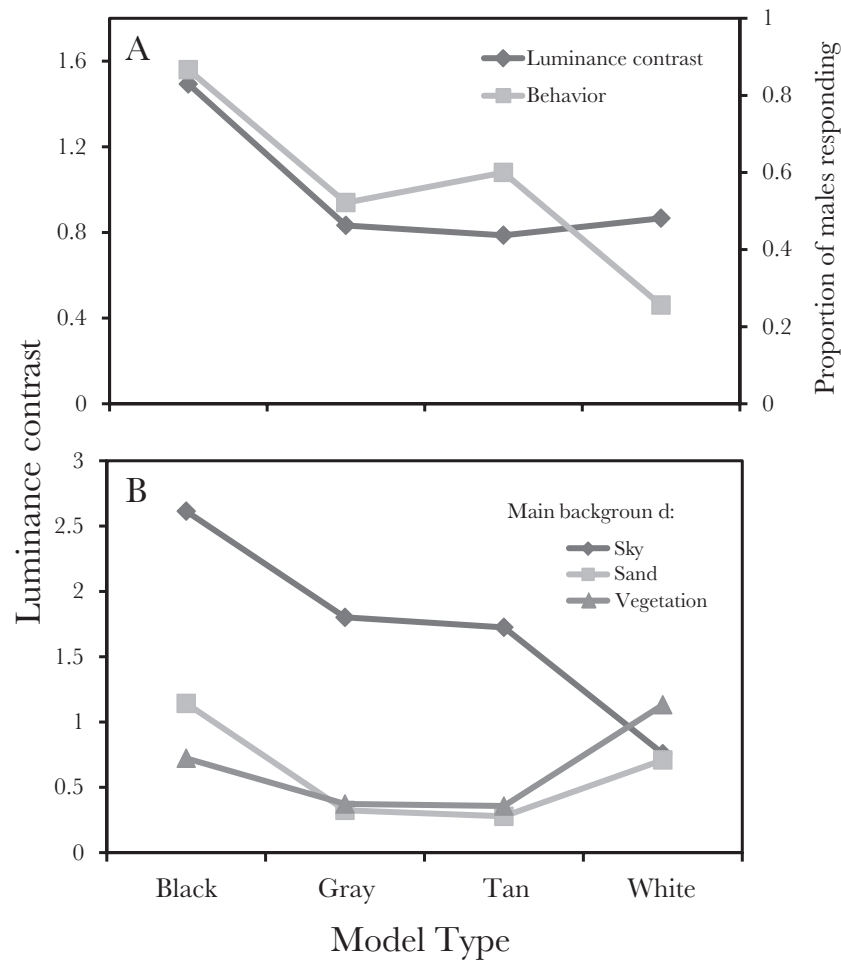 A
Luminance contrast
Behavior
1.6
1.2
0.8
0.4
0
1
0.8
0.6
0.4
0.2
0
Proportion of males responding
Luminance contrast
B
Main backgroun d:
Sky
Sand
Vegetation
3
2.5
2
1.5
1
0.5
0
Black Gray Tan White
Model Type